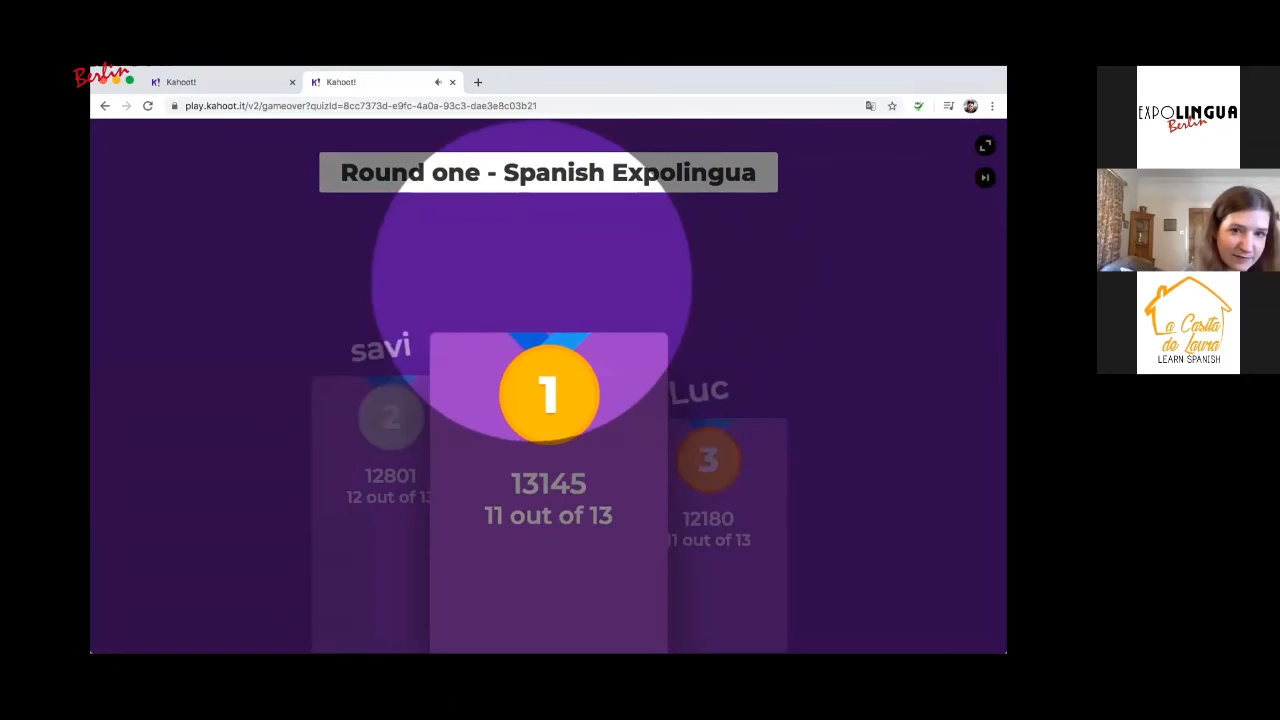 Berlin
Kahoot!
Kahoot!
play.kahoot.it/v2/gameover?quizId=8cc7373d-e9fc-4a0a-93c3-dae3e8c03b21
Round one - Spanish Expolingua
savi
2
12801
12 out of 13
1
13145
11 out of 13
Luc
3
12180
11 out of 13
EXPOLINGUA
Berlin
La Casita
de Laura
LEARN SPANISH